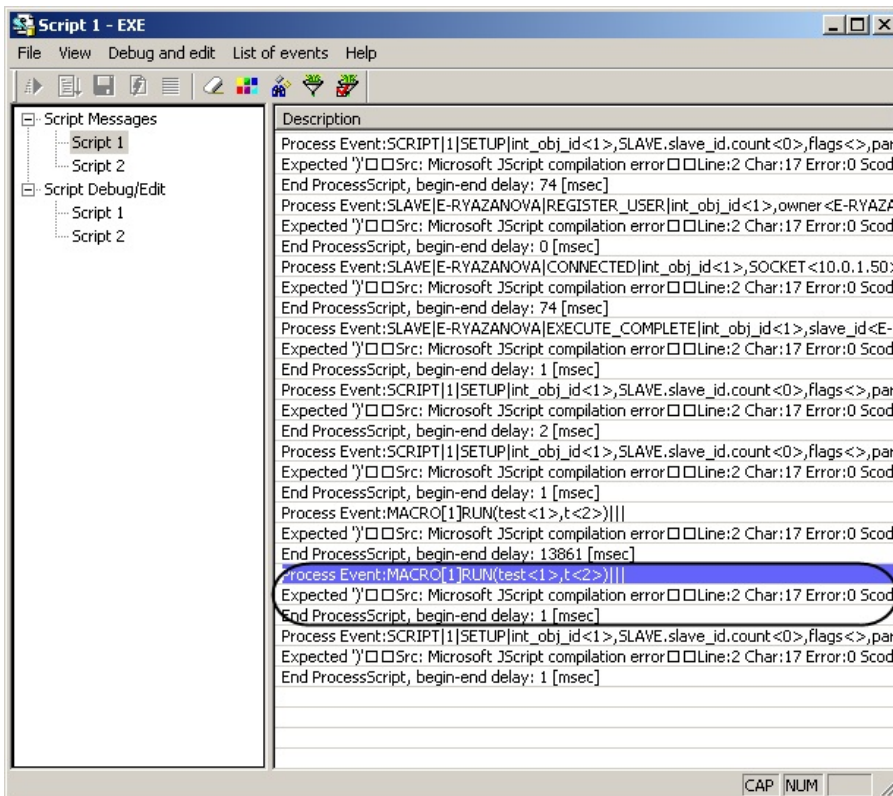 Script 1 - EXE
File View Debug and edit List of events Help
Script Messages
Script 1
Script 2
Script Debug/Edit
Script 1
Script 2
Description
Process Event:SCRIPT|1|SETUP|int_obj_id<1>,SLAVE.slave_id.count<0>,flags<>,par
Expected ')'□□Src: Microsoft JScript compilation error□□Line:2 Char:17 Error:0 Scod
End ProcessScript, begin-end delay: 74 [msec]
Process Event:SLAVE|E-RYAZANOVA|REGISTER_USER|int_obj_id<1>,owner<E-RYAZA
Expected ')'□□Src: Microsoft JScript compilation error□□Line:2 Char:17 Error:0 Scod
End ProcessScript, begin-end delay: 0 [msec]
Process Event:SLAVE|E-RYAZANOVA|CONNECTED|int_obj_id<1>,SOCKET<10.0.1.50>
Expected ')'□□Src: Microsoft JScript compilation error□□Line:2 Char:17 Error:0 Scod
End ProcessScript, begin-end delay: 74 [msec]
Process Event:SLAVE|E-RYAZANOVA|EXECUTE_COMPLETE|int_obj_id<1>,slave_id<E-
Expected ')'□□Src: Microsoft JScript compilation error□□Line:2 Char:17 Error:0 Scod
End ProcessScript, begin-end delay: 1 [msec]
Process Event:SCRIPT|1|SETUP|int_obj_id<1>,SLAVE.slave_id.count<0>,flags<>,par
Expected ')'□□Src: Microsoft JScript compilation error□□Line:2 Char:17 Error:0 Scod
End ProcessScript, begin-end delay: 2 [msec]
Process Event:SCRIPT|1|SETUP|int_obj_id<1>,SLAVE.slave_id.count<0>,flags<>,par
Expected ')'□□Src: Microsoft JScript compilation error□□Line:2 Char:17 Error:0 Scod
End ProcessScript, begin-end delay: 1 [msec]
Process Event:MACRO[1]RUN(test<1>,t<2>)|||
Expected ')'□□Src: Microsoft JScript compilation error□□Line:2 Char:17 Error:0 Scod
End ProcessScript, begin-end delay: 13861 [msec]
Process Event:MACRO[1]RUN(test<1>,t<2>)|||
Expected ')'□□Src: Microsoft JScript compilation error□□Line:2 Char:17 Error:0 Scod
End ProcessScript, begin-end delay: 1 [msec]
Process Event:SCRIPT|1|SETUP|int_obj_id<1>,SLAVE.slave_id.count<0>,flags<>,par
Expected ')'□□Src: Microsoft JScript compilation error□□Line:2 Char:17 Error:0 Scod
End ProcessScript, begin-end delay: 1 [msec]
CAP NUM